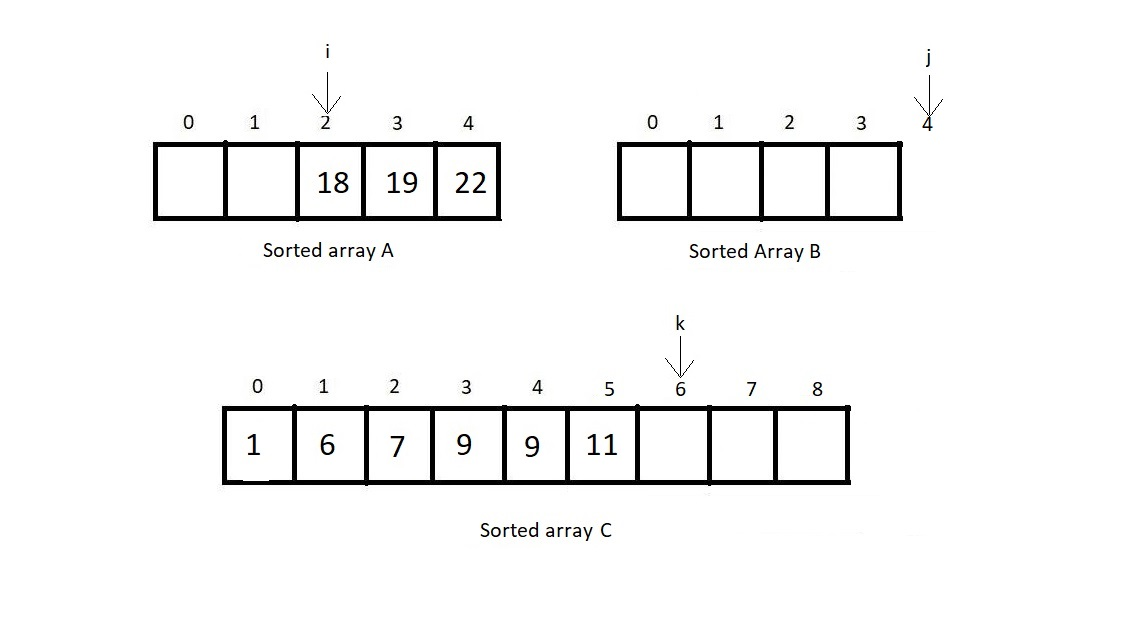 i
j
0 1 2 3 4
0 1 2 3 4
18 19 22
Sorted array A
Sorted Array B
k
0 1 2 3 4 5 6 7 8
1 6 7 9 9 11
Sorted array C